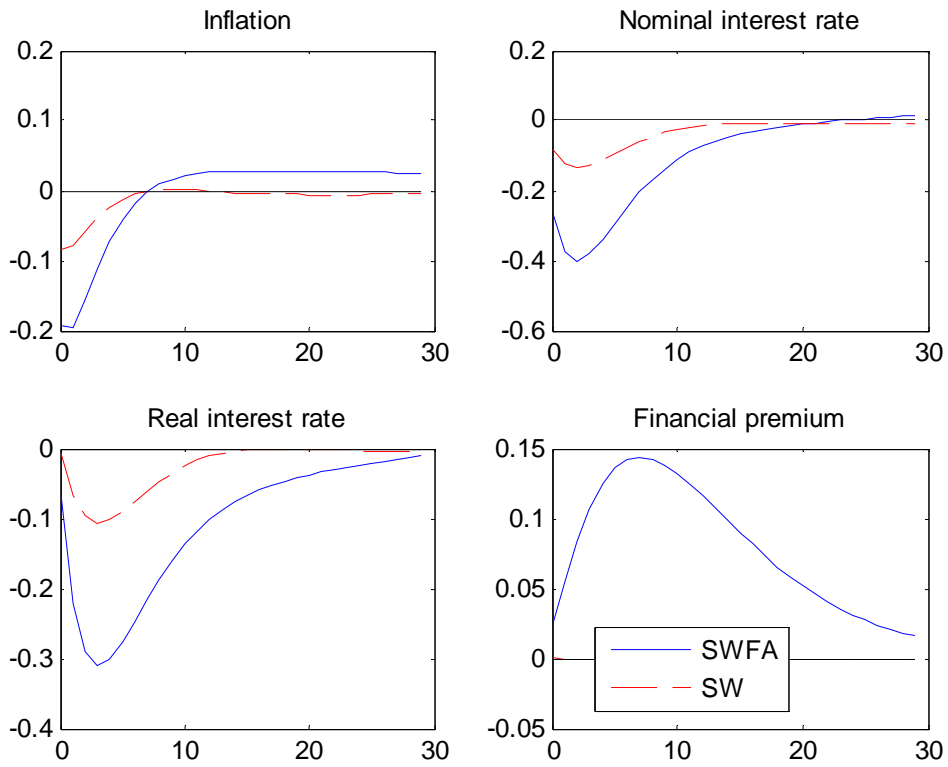 Inflation
0.2
0.1
0
-0.1
-0.2
0 10 20 30
Nominal interest rate
0.2
0
-0.2
-0.4
-0.6
0 10 20 30
Real interest rate
0
-0.1
-0.2
-0.3
-0.4
0 10 20 30
Financial premium
0.15
0.1
0.05
0
-0.05
0 10 20 30
SWFA
SW